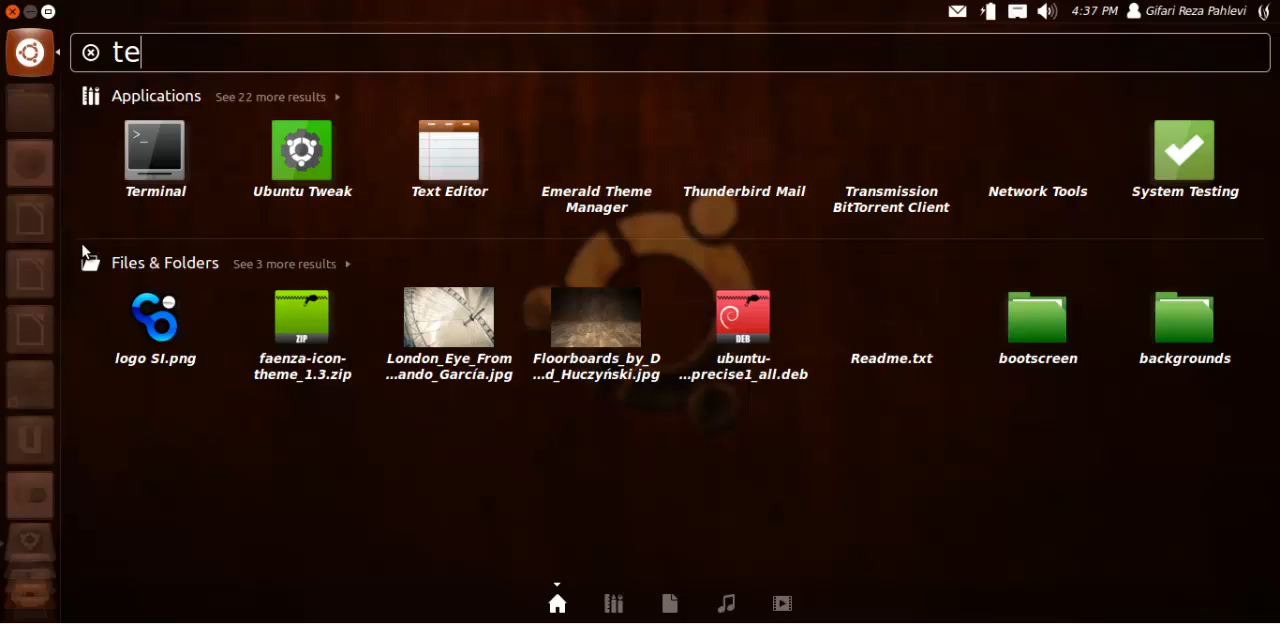 4:37 PM Gifari Reza Pahlevi
te
Applications See 22 more results
>_
Terminal
Ubuntu Tweak
Text Editor
Emerald Theme
Manager
Thunderbird Mail
Transmission
BitTorrent Client
Network Tools
System Testing
Files & Folders See 3 more results
ZIP
DEB
logo SI.png
faenza-icon-
theme_1.3.zip
London_Eye_From
...ando_García.jpg
Floorboards_by_D
...d_Huczyński.jpg
ubuntu-
...precise1_all.deb
Readme.txt
bootscreen
backgrounds